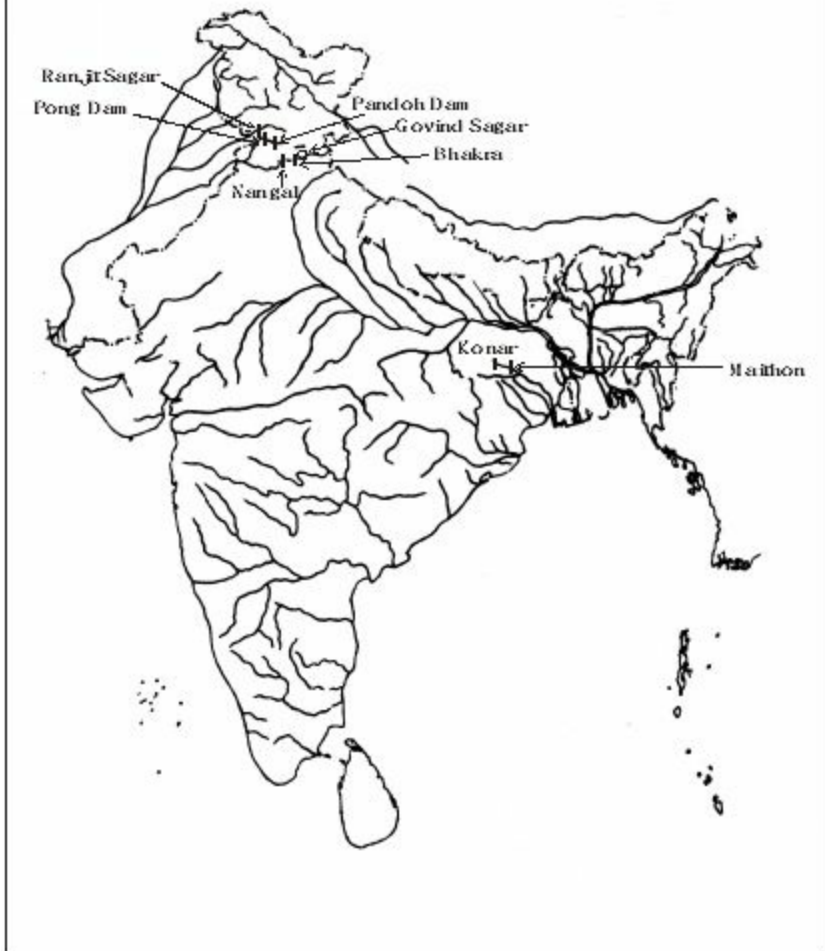 Ranjit Sagar
Pong Dam
Pandoh Dam
Govind Sagar
Bhakra
Nangal
Konar
Maithon